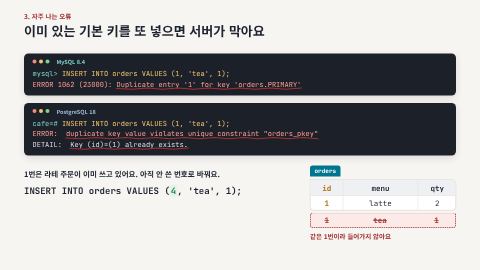 3. 자주 나는 오류
이미 있는 기본 키를 또 넣으면 서버가 막아요
MySQL 8.4
mysql> INSERT INTO orders VALUES (1, 'tea', 1);
ERROR 1062 (23000): Duplicate entry '1' for key 'orders.PRIMARY'
PostgreSQL 18
cafe=# INSERT INTO orders VALUES (1, 'tea', 1);
ERROR: duplicate key value violates unique constraint "orders_pkey"
DETAIL: Key (id)=(1) already exists.
1번은 라떼 주문이 이미 쓰고 있어요. 아직 안 쓴 번호로 바꿔요.
INSERT INTO orders VALUES (4, 'tea', 1);
orders
id menu qty
1 latte 2
1 tea 1
같은 1번이라 들어가지 않아요